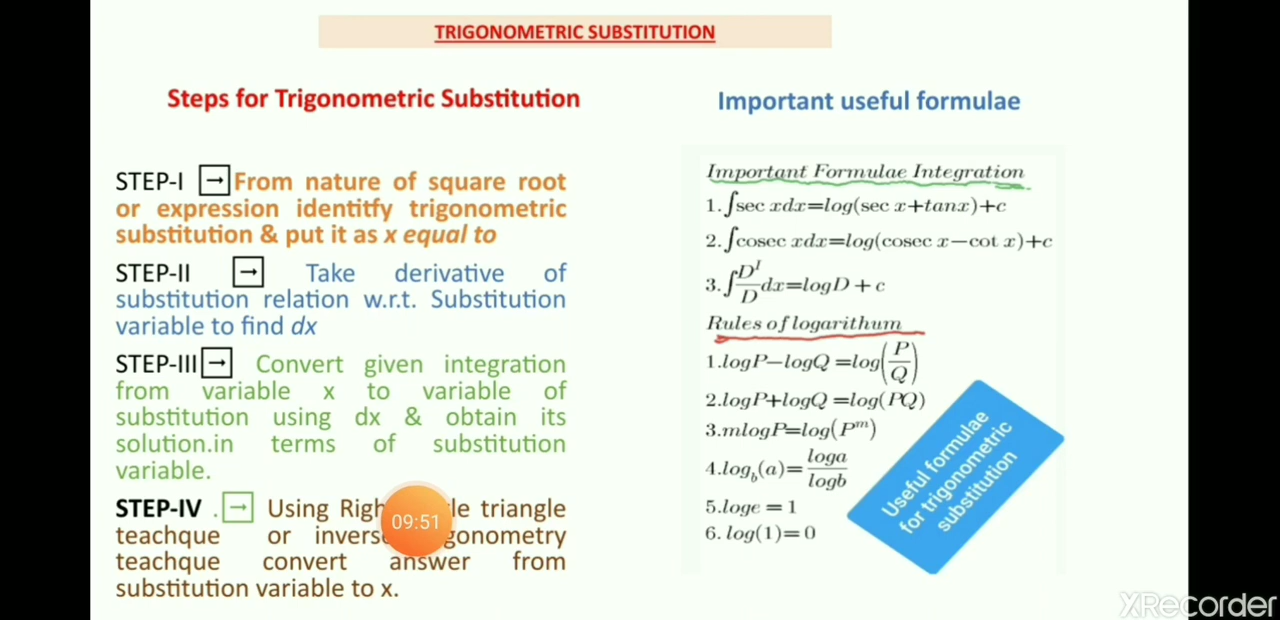 TRIGONOMETRIC SUBSTITUTION
Steps for Trigonometric Substitution
STEP-I → From nature of square root
or expression identitfy trigonometric
substitution & put it as x equal to
STEP-II → Take derivative of
substitution relation w.r.t. Substitution
variable to find dx
STEP-III → Convert given integration
from variable x to variable of
substitution using dx & obtain its
solution.in terms of substitution
variable.
STEP-IV . → Using le triangle
teachque or
teachque convert answer from
substitution variable to x.
09:51
Important useful formulae
Important Formulae Integration
1.∫sec xdx=log(sec x+tanx)+c
2.∫cosec xdx=log(cosec x−cot x)+c
3.∫D^I/D dx=logD+c
Rules of logarithum
1.logP−logQ =log(P/Q)
2.logP+logQ =log(PQ)
3.mlogP=log(P^m)
4.log_b(a)=loga/logb
5.loge = 1
6. log(1)=0
Useful formulae
for trigonometric
substitution
XRecorder